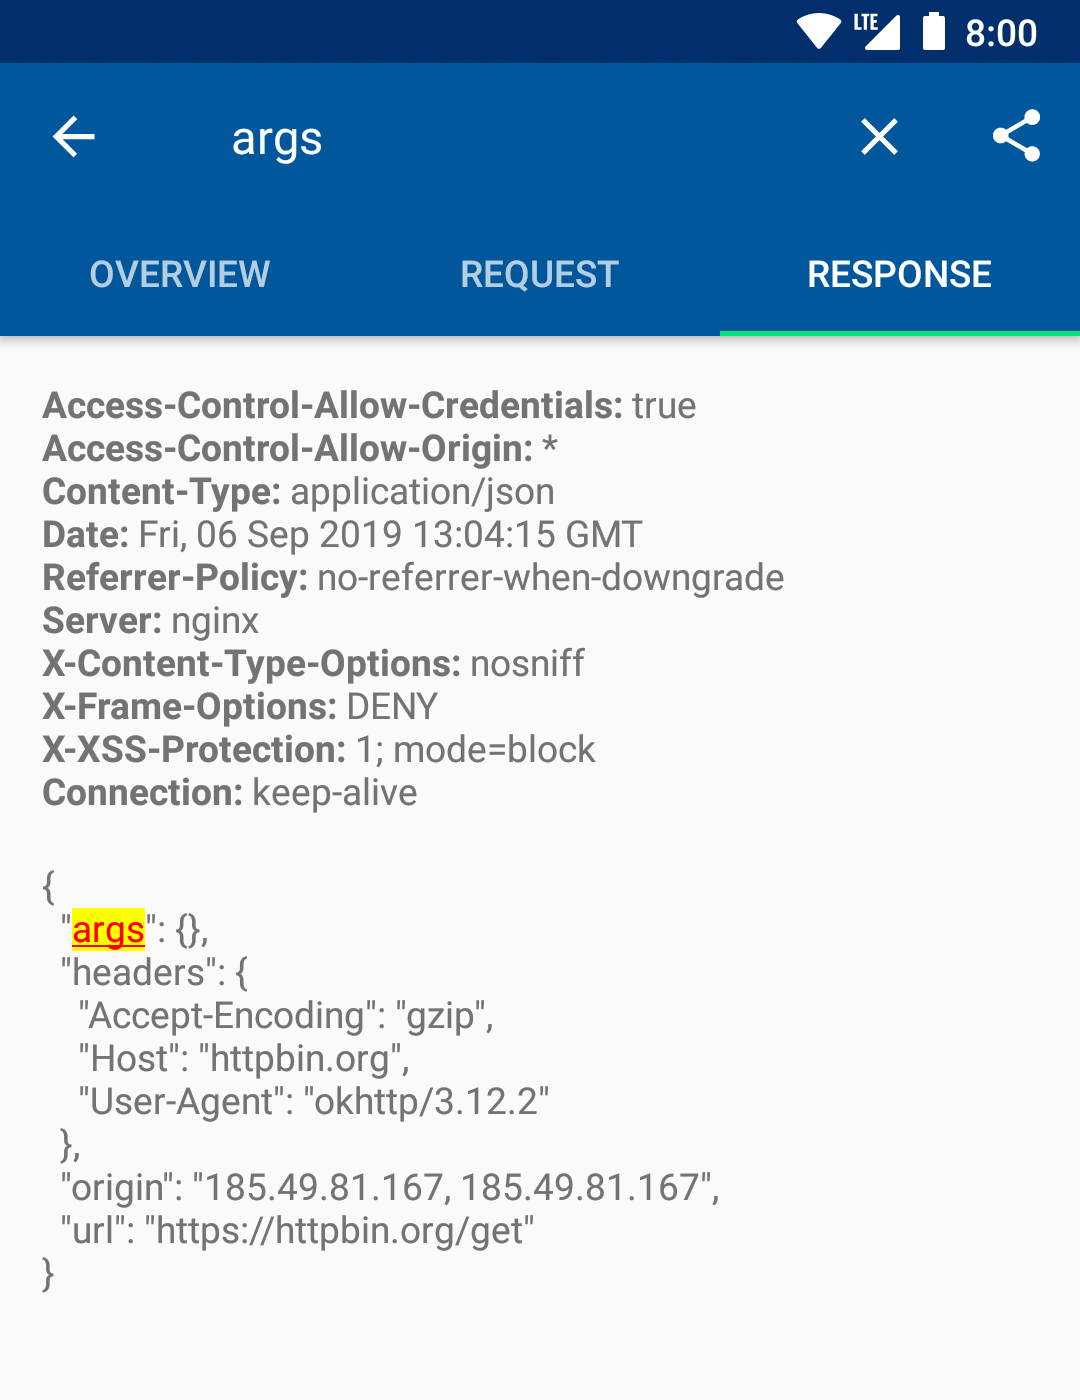 LTE 8:00
args
OVERVIEW REQUEST RESPONSE
Access-Control-Allow-Credentials: true
Access-Control-Allow-Origin: *
Content-Type: application/json
Date: Fri, 06 Sep 2019 13:04:15 GMT
Referrer-Policy: no-referrer-when-downgrade
Server: nginx
X-Content-Type-Options: nosniff
X-Frame-Options: DENY
X-XSS-Protection: 1; mode=block
Connection: keep-alive
{
"args": {},
"headers": {
"Accept-Encoding": "gzip",
"Host": "httpbin.org",
"User-Agent": "okhttp/3.12.2"
},
"origin": "185.49.81.167, 185.49.81.167",
"url": "https://httpbin.org/get"
}